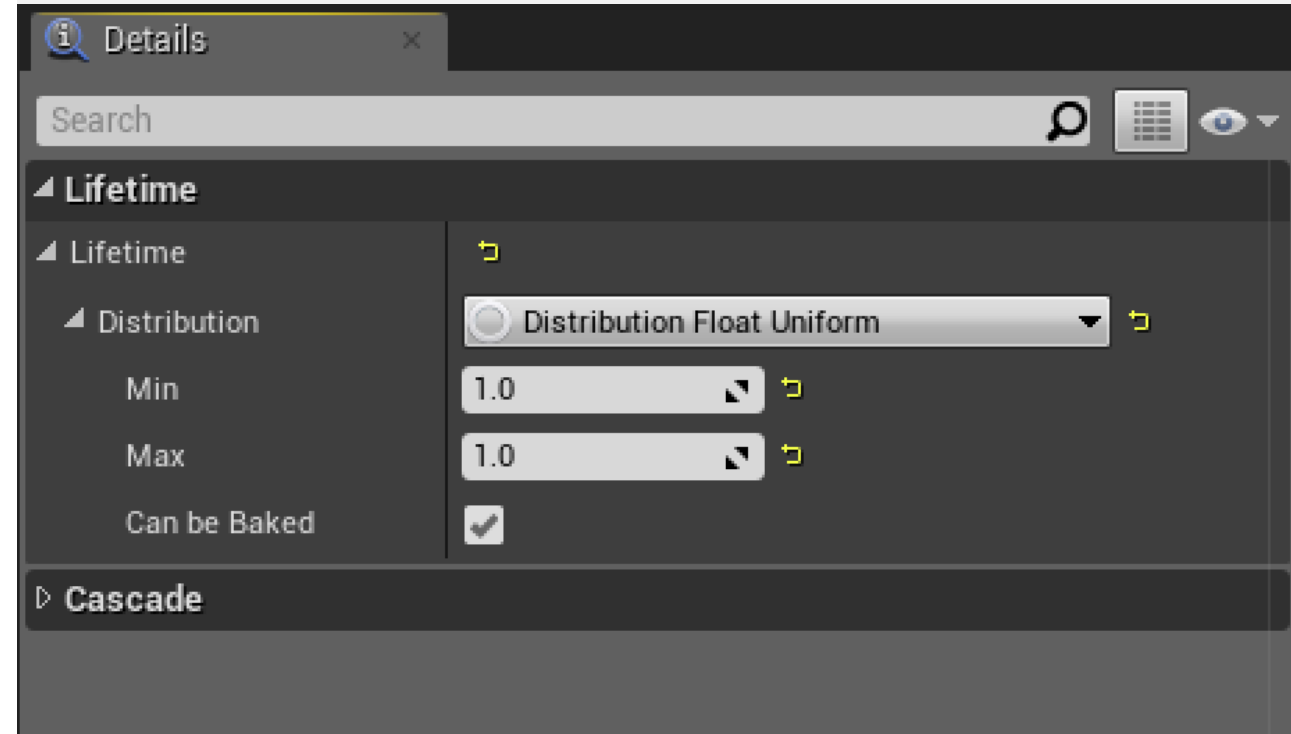 Details
Search
Lifetime
Lifetime
Distribution Distribution Float Uniform
Min 1.0
Max 1.0
Can be Baked
Cascade